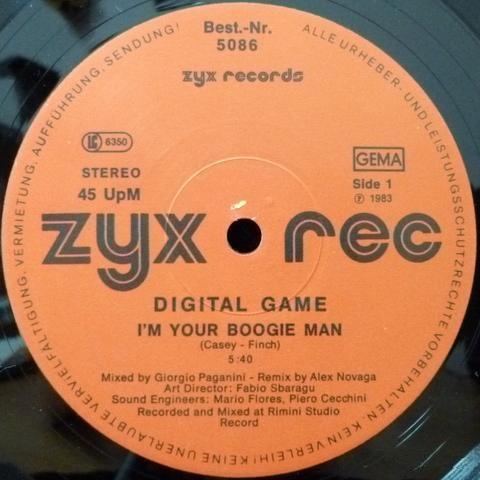 Best.-Nr.
5086
zyx records
LC 6350
STEREO
45 UpM
GEMA
Side 1
Ⓟ 1983
zyx rec
DIGITAL GAME
I'M YOUR BOOGIE MAN
(Casey - Finch)
5:40
Mixed by Giorgio Paganini - Remix by Alex Novaga
Art Director: Fabio Sbaragu
Sound Engineers: Mario Flores, Piero Cecchini
Recorded and Mixed at Rimini Studio
Record
ALLE URHEBER- UND LEISTUNGSSCHUTZRECHTE VORBEHALTEN. KEIN VERLEIH! KEINE UNERLAUBTE VERVIELFÄLTIGUNG, VERMIETUNG, AUFFÜHRUNG, SENDUNG!